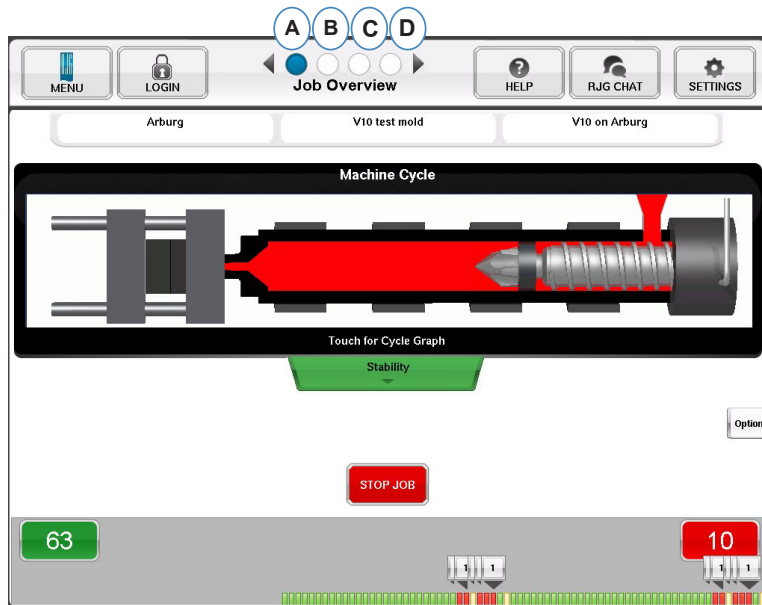 A B C D
MENU LOGIN Job Overview HELP RJG CHAT SETTINGS
Arburg V10 test mold V10 on Arburg
Machine Cycle
Touch for Cycle Graph
Stability
Option
STOP JOB
63 10
1 1 1 1